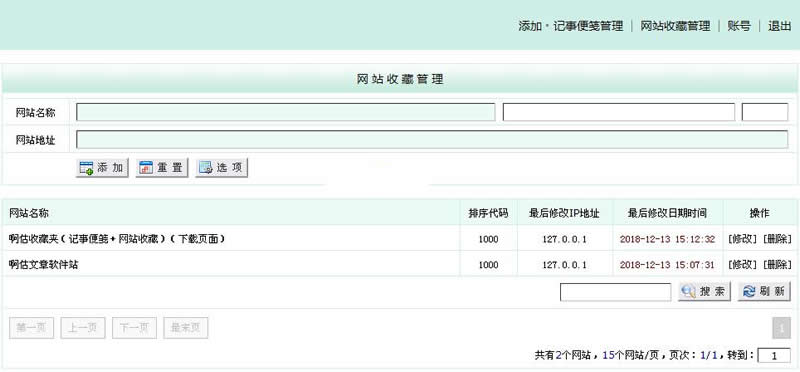 添加・记事便笺管理 | 网站收藏管理 | 账号 | 退出
网站收藏管理
网站名称
网站地址
添加 重置 选项
网站名称 排序代码 最后修改IP地址 最后修改日期时间 操作
啊估收藏夹(记事便笺+网站收藏)(下载页面) 1000 127.0.0.1 2018-12-13 15:12:32 [修改] [删除]
啊估文章软件站 1000 127.0.0.1 2018-12-13 15:07:31 [修改] [删除]
搜索 刷新
第一页 上一页 下一页 最末页 1
共有2个网站,15个网站/页,页次:1/1,转到: 1